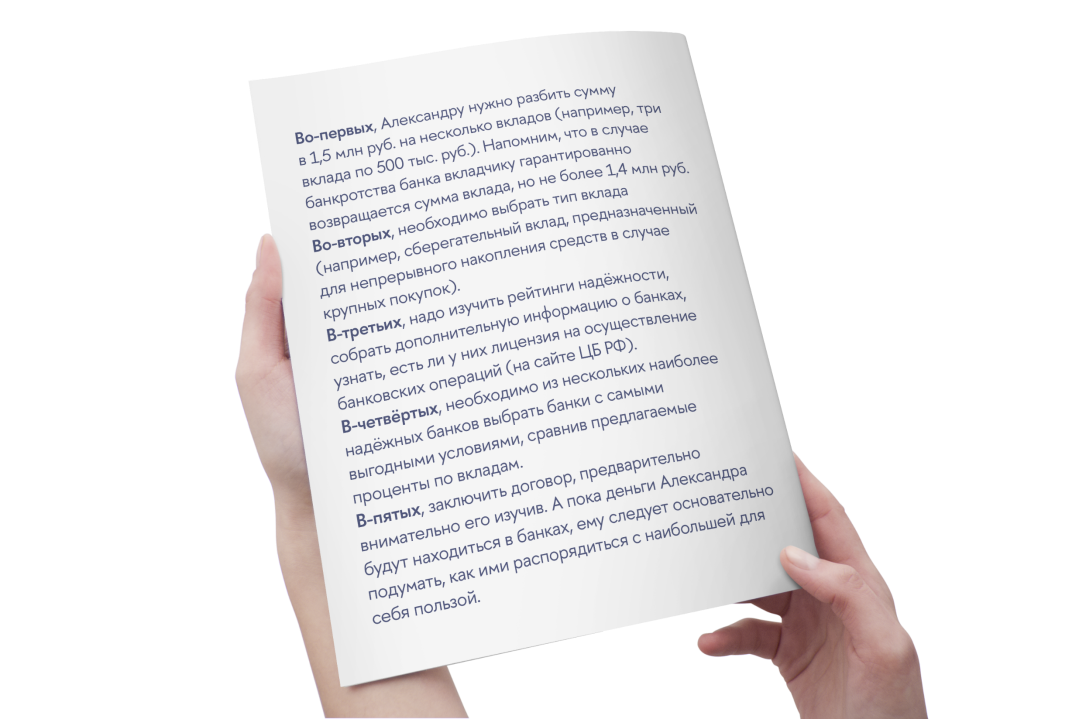 Во-первых, Александру нужно разбить сумму
в 1,5 млн руб. на несколько вкладов (например, три
вклада по 500 тыс. руб.). Напомним, что в случае
банкротства банка вкладчику гарантированно
возвращается сумма вклада, но не более 1,4 млн руб.
Во-вторых, необходимо выбрать тип вклада
(например, сберегательный вклад, предназначенный
для непрерывного накопления средств в случае
крупных покупок).
В-третьих, надо изучить рейтинги надёжности,
собрать дополнительную информацию о банках,
узнать, есть ли у них лицензия на осуществление
банковских операций (на сайте ЦБ РФ).
В-четвёртых, необходимо из нескольких наиболее
надёжных банков выбрать банки с самыми
выгодными условиями, сравнив предлагаемые
проценты по вкладам.
В-пятых, заключить договор, предварительно
внимательно его изучив. А пока деньги Александра
будут находиться в банках, ему следует основательно
подумать, как ими распорядиться с наибольшей для
себя пользой.